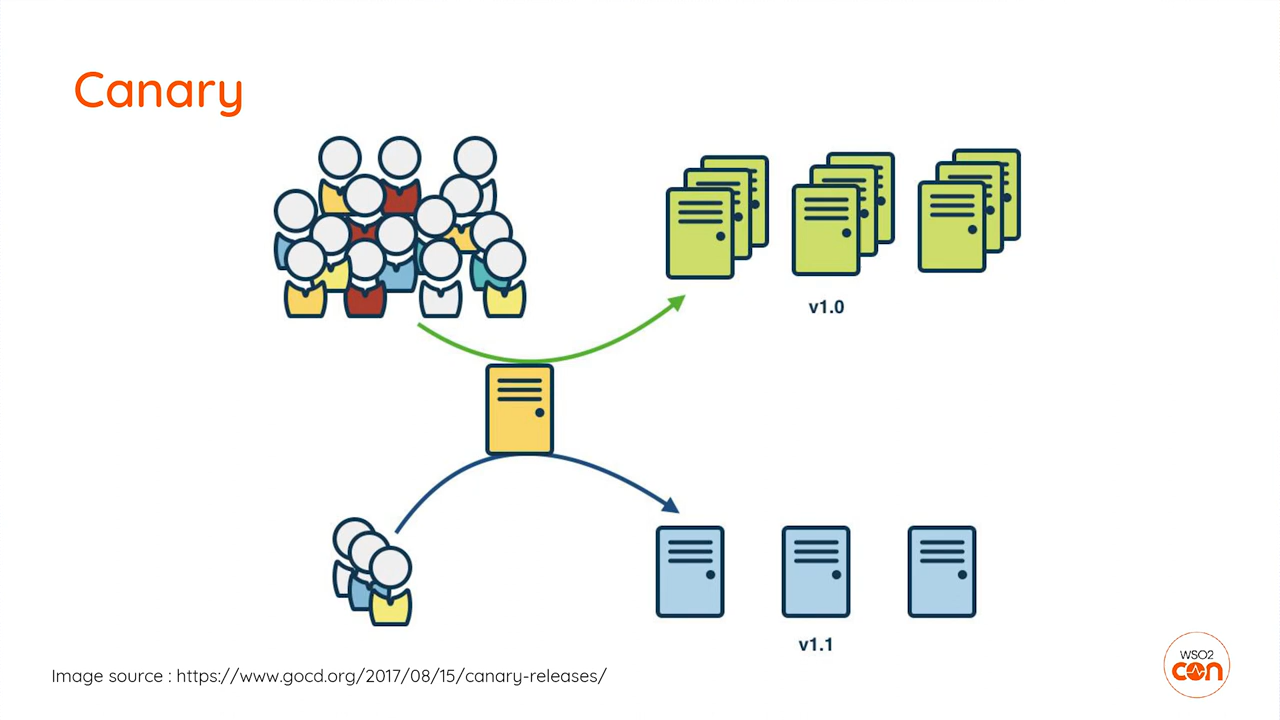 Canary
v1.0
v1.1
Image source : https://www.gocd.org/2017/08/15/canary-releases/
WSO2
con